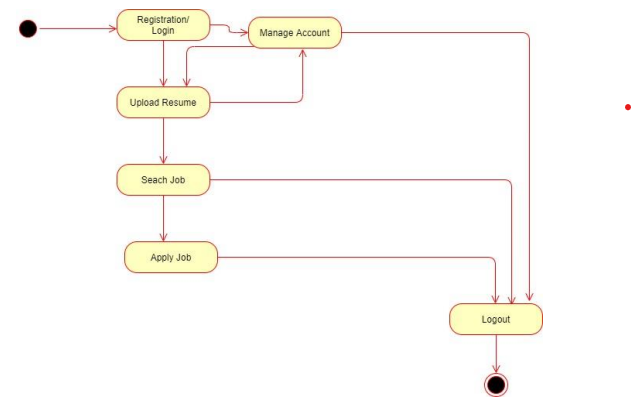 Registration/
Login
Manage Account
Upload Resume
Seach Job
Apply Job
Logout